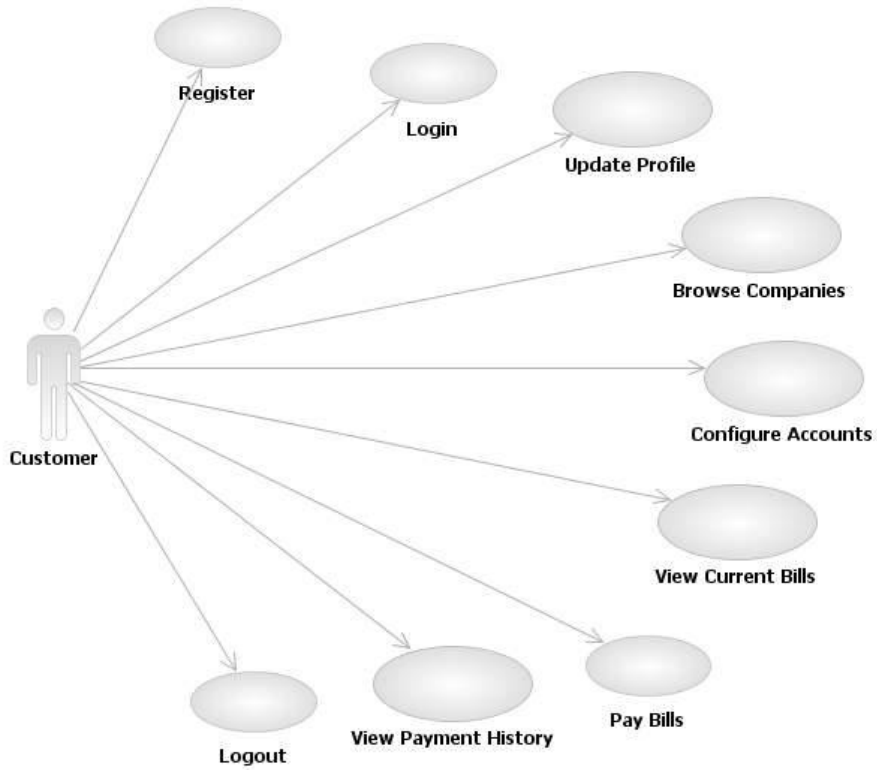 Register
Login
Update Profile
Browse Companies
Configure Accounts
Customer
View Current Bills
Pay Bills
View Payment History
Logout